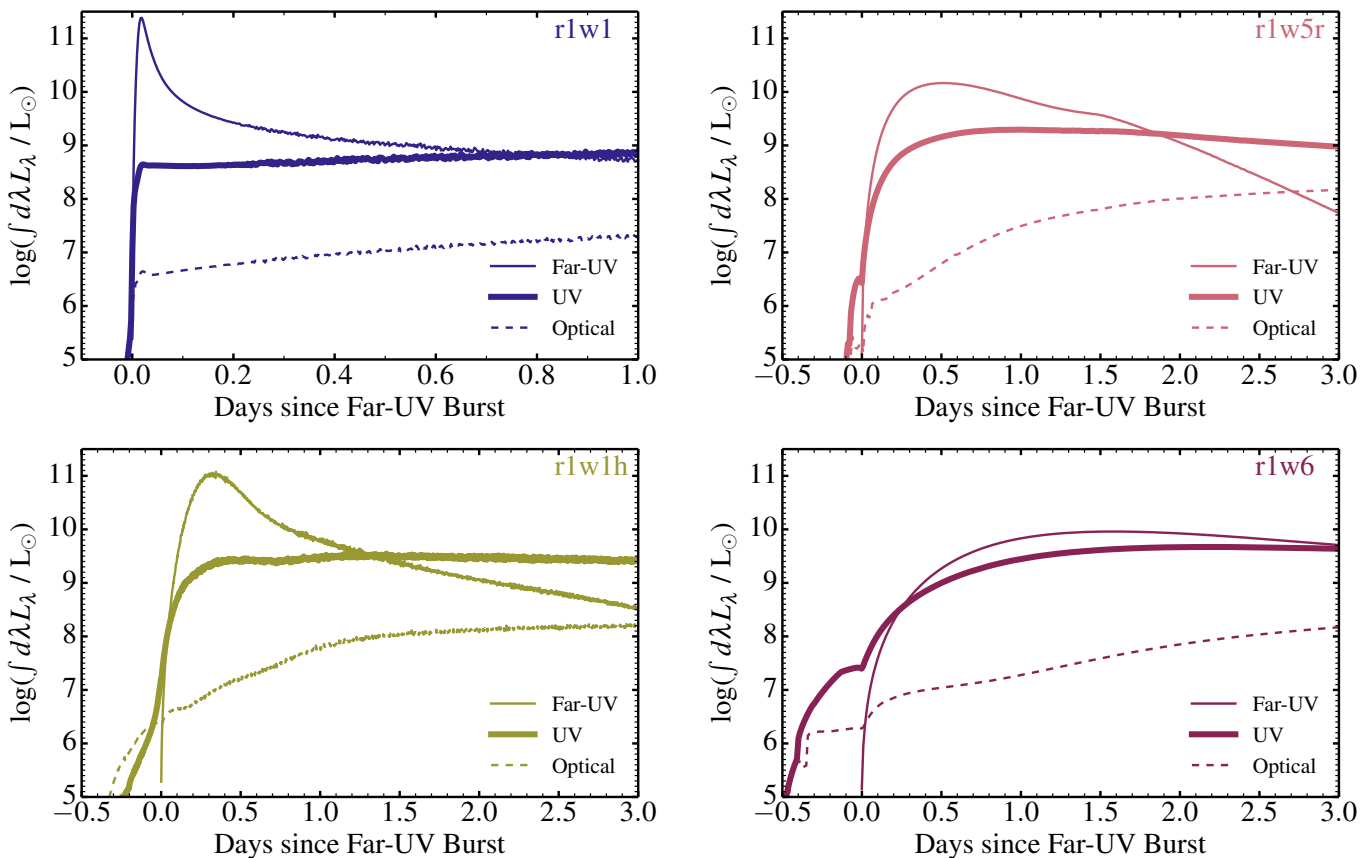 r1w1
log(∫ dλL_λ / L_⊙)
11
10
9
8
7
6
5
Far-UV
UV
Optical
0.0 0.2 0.4 0.6 0.8 1.0
Days since Far-UV Burst
r1w5r
log(∫ dλL_λ / L_⊙)
11
10
9
8
7
6
5
Far-UV
UV
Optical
−0.5 0.0 0.5 1.0 1.5 2.0 2.5 3.0
Days since Far-UV Burst
r1w1h
log(∫ dλL_λ / L_⊙)
11
10
9
8
7
6
5
Far-UV
UV
Optical
−0.5 0.0 0.5 1.0 1.5 2.0 2.5 3.0
Days since Far-UV Burst
r1w6
log(∫ dλL_λ / L_⊙)
11
10
9
8
7
6
5
Far-UV
UV
Optical
−0.5 0.0 0.5 1.0 1.5 2.0 2.5 3.0
Days since Far-UV Burst